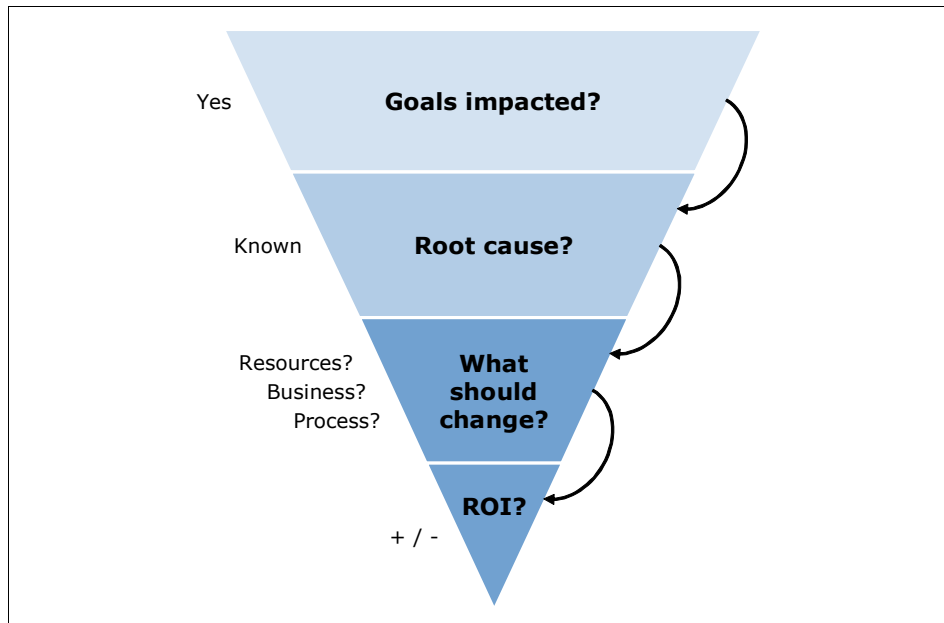 Yes
Goals impacted?
Known
Root cause?
Resources?
Business?
Process?
What
should
change?
ROI?
+ / -